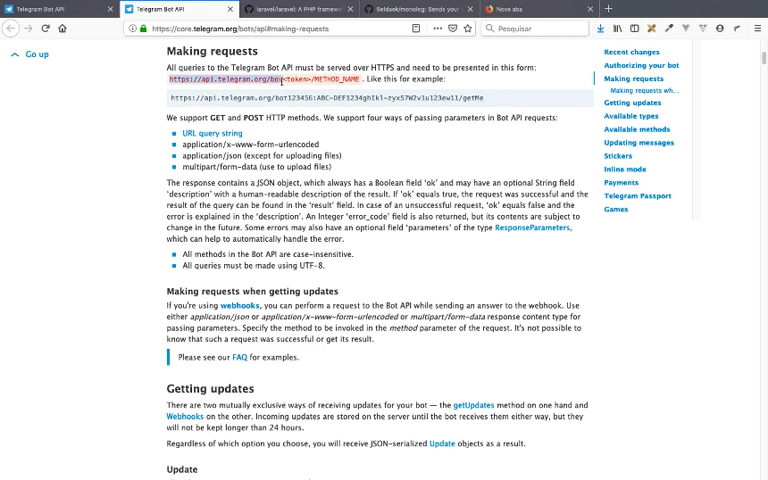 Telegram Bot API
Telegram Bot API
laravel/laravel: A PHP framew
Seldaek/monolog: Sends your
Nova aba
https://core.telegram.org/bots/api#making-requests
Pesquisar
Go up
Making requests
All queries to the Telegram Bot API must be served over HTTPS and need to be presented in this form:
https://api.telegram.org/bot<token>/METHOD_NAME . Like this for example:
https://api.telegram.org/bot123456:ABC-DEF1234ghIkl-zyx57W2v1u123ew11/getMe
We support GET and POST HTTP methods. We support four ways of passing parameters in Bot API requests:
URL query string
application/x-www-form-urlencoded
application/json (except for uploading files)
multipart/form-data (use to upload files)
The response contains a JSON object, which always has a Boolean field ‘ok’ and may have an optional String field
‘description’ with a human-readable description of the result. If ‘ok’ equals true, the request was successful and the
result of the query can be found in the ‘result’ field. In case of an unsuccessful request, ‘ok’ equals false and the
error is explained in the ‘description’. An Integer ‘error_code’ field is also returned, but its contents are subject to
change in the future. Some errors may also have an optional field ‘parameters’ of the type ResponseParameters,
which can help to automatically handle the error.
All methods in the Bot API are case-insensitive.
All queries must be made using UTF-8.
Making requests when getting updates
If you're using webhooks, you can perform a request to the Bot API while sending an answer to the webhook. Use
either application/json or application/x-www-form-urlencoded or multipart/form-data response content type for
passing parameters. Specify the method to be invoked in the method parameter of the request. It's not possible to
know that such a request was successful or get its result.
Please see our FAQ for examples.
Getting updates
There are two mutually exclusive ways of receiving updates for your bot — the getUpdates method on one hand and
Webhooks on the other. Incoming updates are stored on the server until the bot receives them either way, but they
will not be kept longer than 24 hours.
Regardless of which option you choose, you will receive JSON-serialized Update objects as a result.
Update
Recent changes
Authorizing your bot
Making requests
Making requests wh...
Getting updates
Available types
Available methods
Updating messages
Stickers
Inline mode
Payments
Telegram Passport
Games